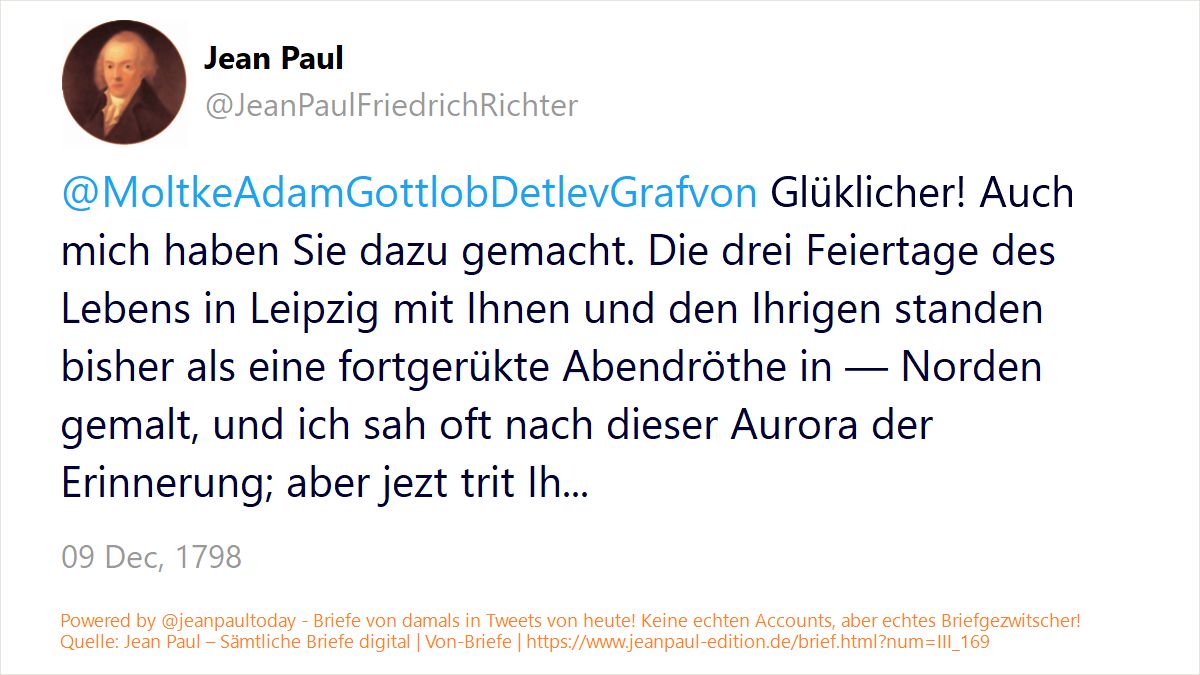 Jean Paul
@JeanPaulFriedrichRichter
@MoltkeAdamGottlobDetlevGrafvon Glüklicher! Auch
mich haben Sie dazu gemacht. Die drei Feiertage des
Lebens in Leipzig mit Ihnen und den Ihrigen standen
bisher als eine fortgerükte Abendröthe in — Norden
gemalt, und ich sah oft nach dieser Aurora der
Erinnerung; aber jezt trit Ih...
09 Dec, 1798
Powered by @jeanpaultoday - Briefe von damals in Tweets von heute! Keine echten Accounts, aber echtes Briefgezwitscher!
Quelle: Jean Paul – Sämtliche Briefe digital | Von-Briefe | https://www.jeanpaul-edition.de/brief.html?num=III_169